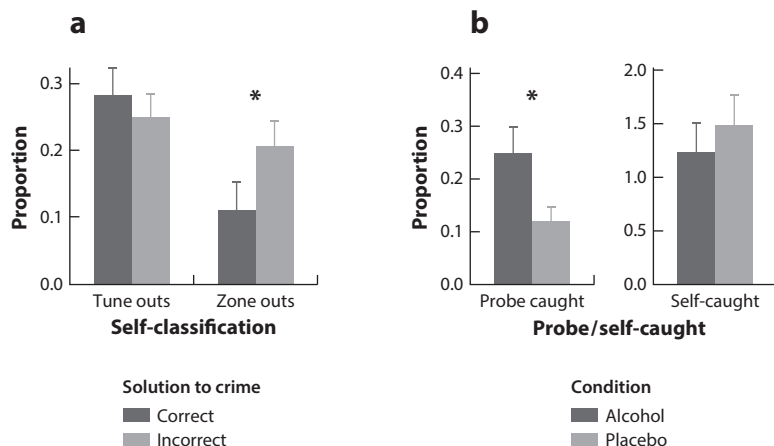 a
Proportion
0.3
0.2
0.1
0.0
*
Tune outs
Zone outs
Self-classification
Solution to crime
Correct
Incorrect
b
Proportion
0.4
0.3
0.2
0.1
0.0
*
Probe caught
2.0
1.5
1.0
0.5
0.0
Self-caught
Probe/self-caught
Condition
Alcohol
Placebo